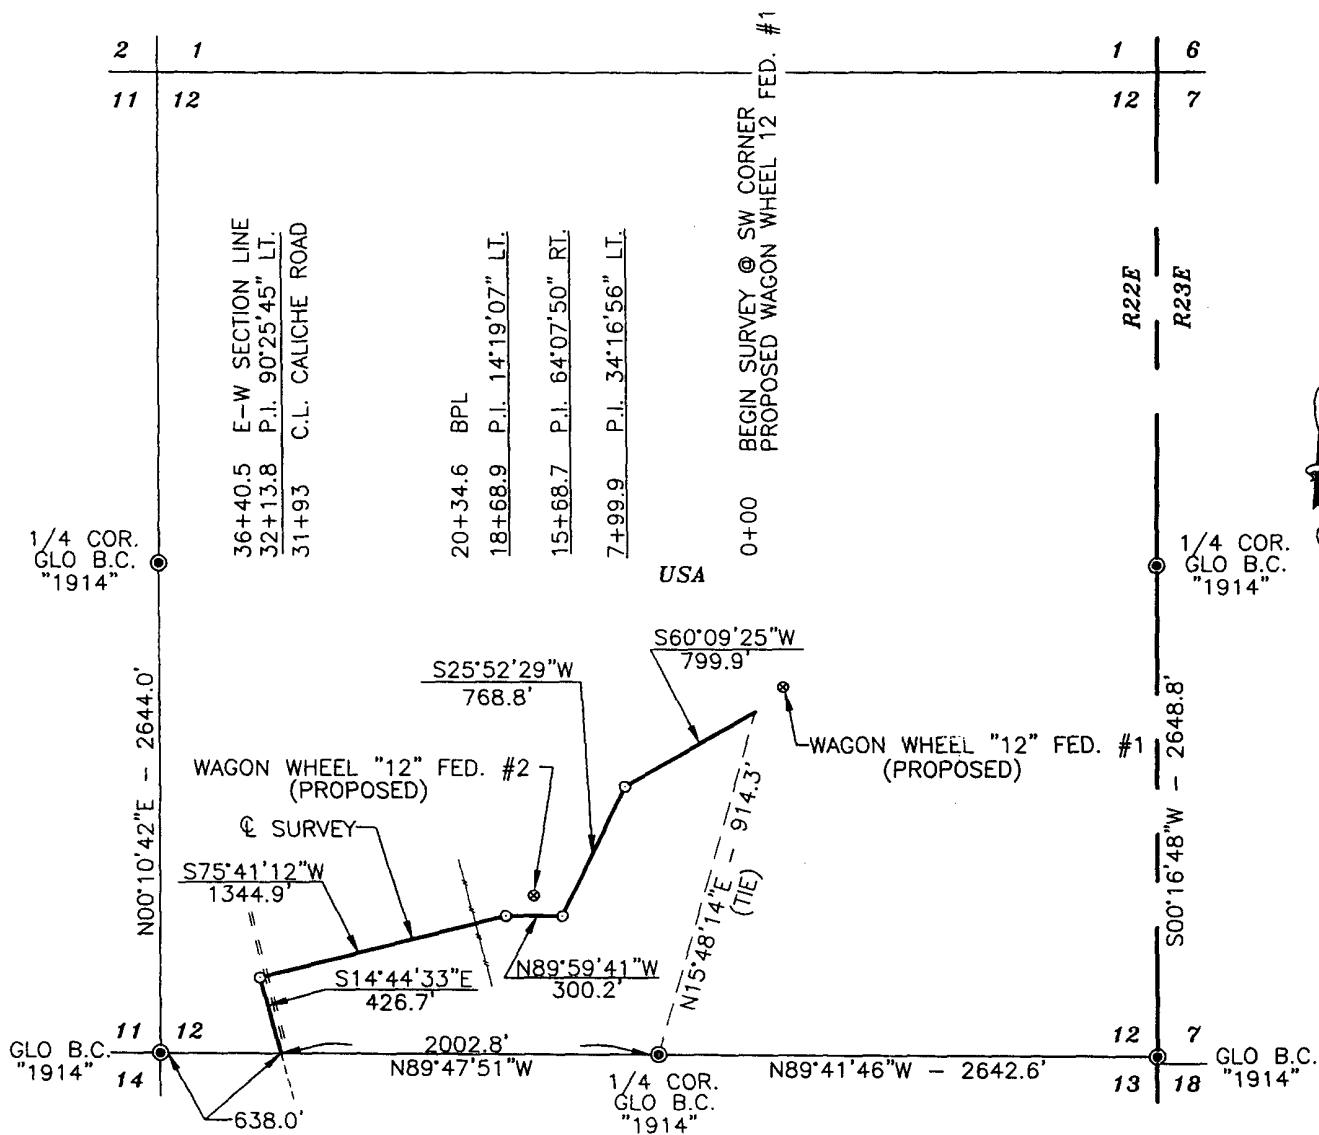 2 1
11 12
1 6
12 7
36+40.5 E-W SECTION LINE
32+13.8 P.I. 90°25'45" LT.
31+93 C.L. CALICHE ROAD
20+34.6 BPL
18+68.9 P.I. 14°19'07" LT.
15+68.7 P.I. 64°07'50" RT.
7+99.9 P.I. 34°16'56" LT.
0+00 BEGIN SURVEY @ SW CORNER
PROPOSED WAGON WHEEL 12 FED. #1
R22E
R23E
1/4 COR.
GLO B.C.
"1914"
1/4 COR.
GLO B.C.
"1914"
USA
S60°09'25"W
799.9'
S25°52'29"W
768.8'
N00°10'42"E - 2644.0'
WAGON WHEEL "12" FED. #1
(PROPOSED)
WAGON WHEEL "12" FED. #2
(PROPOSED)
S00°16'48"W - 2648.8'
℄ SURVEY
N15°48'14"E - 914.3'
(TIE)
S75°41'12"W
1344.9'
S14°44'33"E
426.7'
N89°59'41"W
300.2'
11 12
14
GLO B.C.
"1914"
2002.8'
N89°47'51"W
1/4 COR.
GLO B.C.
"1914"
N89°41'46"W - 2642.6'
12 7
13 18
GLO B.C.
"1914"
638.0'